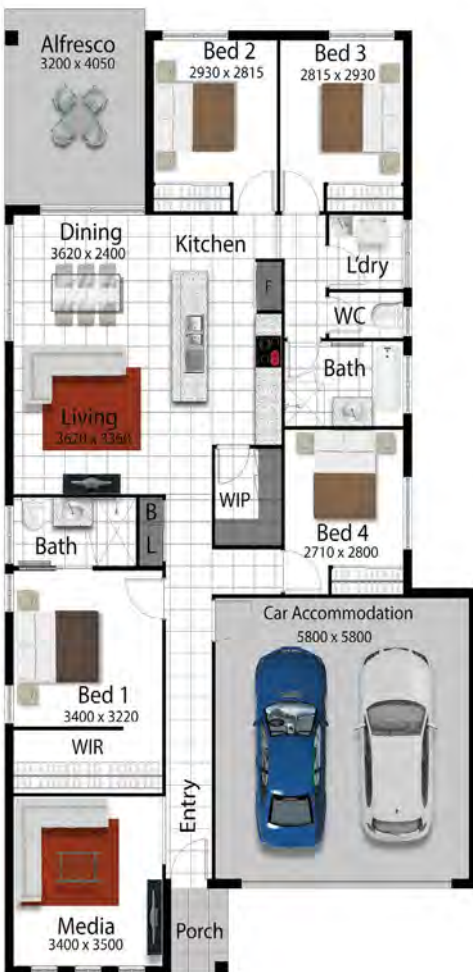 Alfresco
3200 x 4050
Bed 2
2930 x 2815
Bed 3
2815 x 2930
Dining
3620 x 2400
Kitchen
L'dry
F
WC
Bath
Living
3620 x 3360
WIP
B
L
Bath
Bed 4
2710 x 2800
Car Accommodation
5800 x 5800
Bed 1
3400 x 3220
WIR
Entry
Media
3400 x 3500
Porch